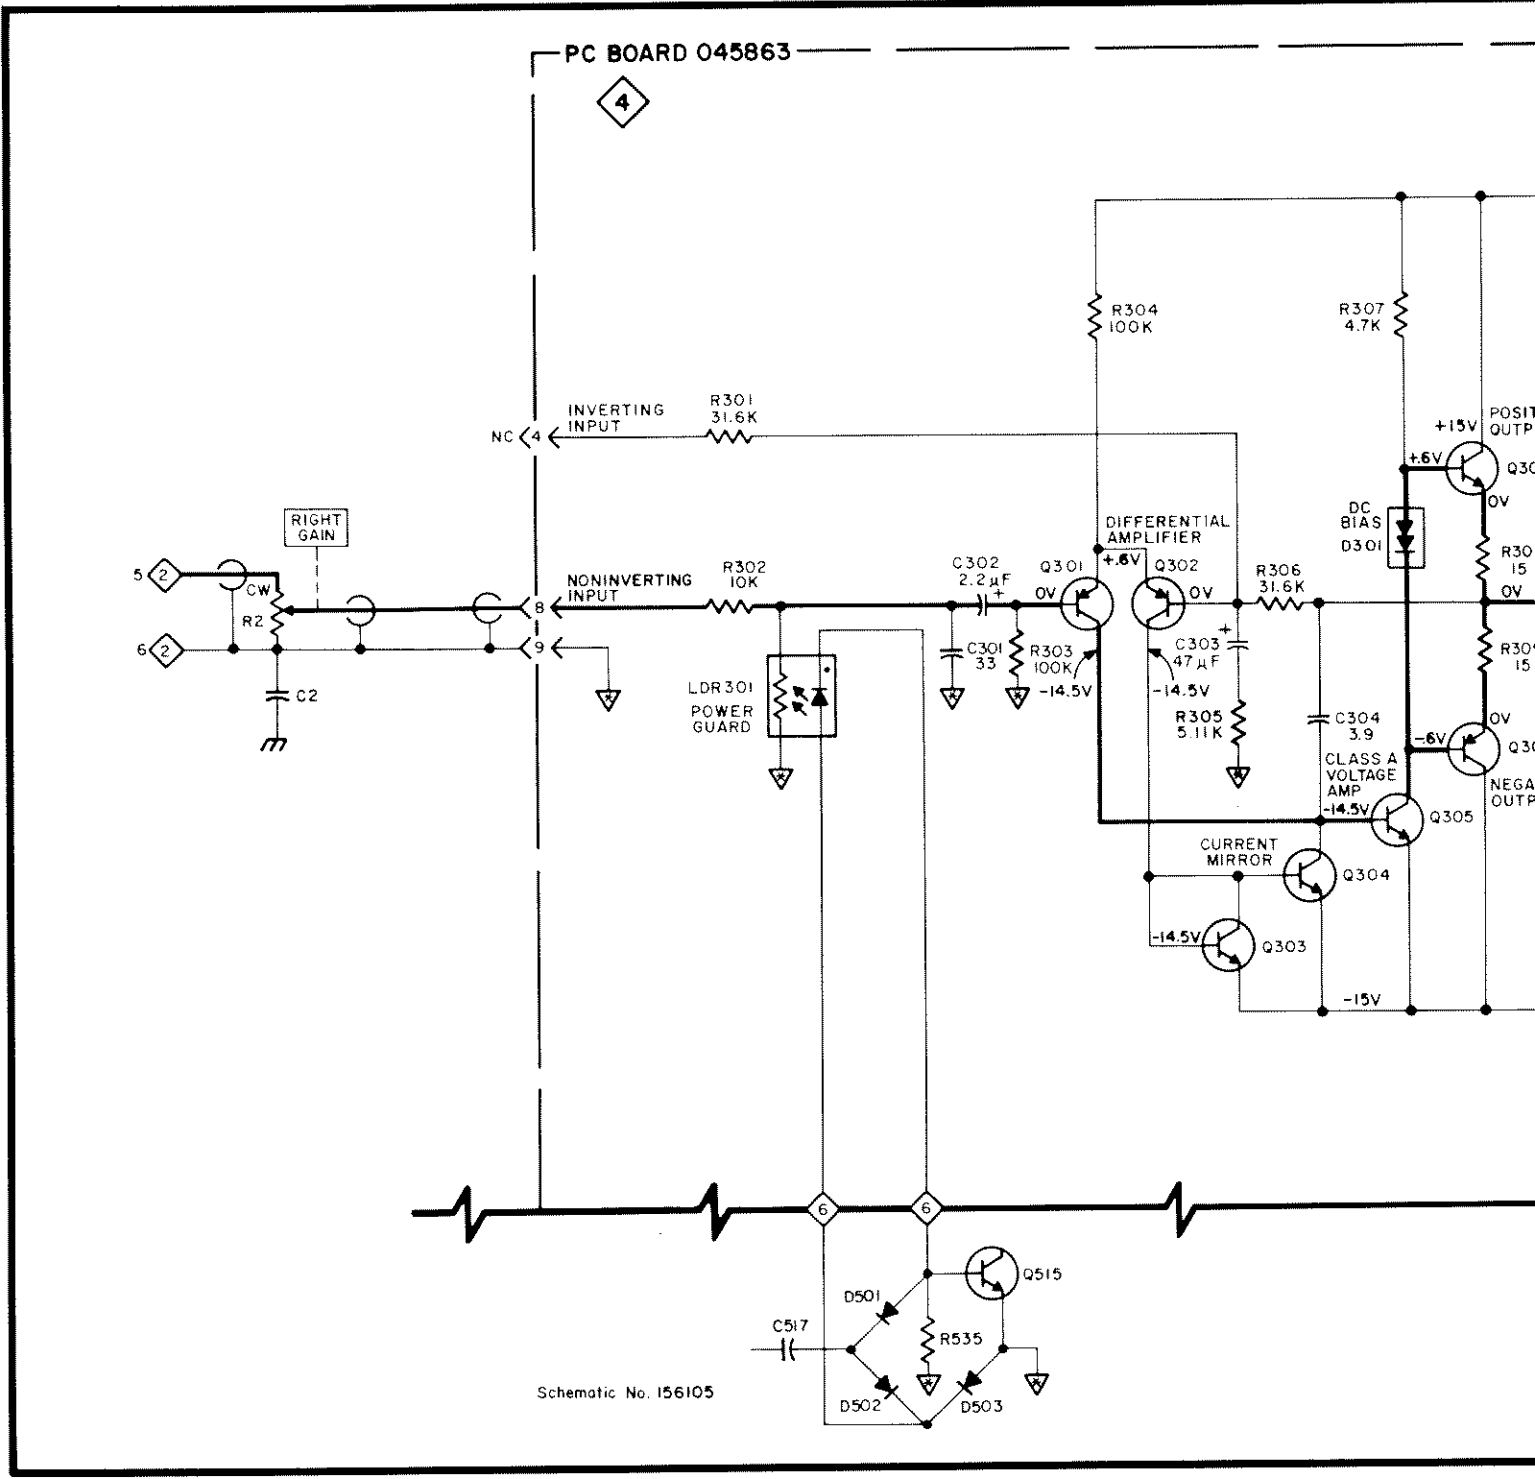 PC BOARD 045863
4
R304
100K
R307
4.7K
R301
31.6K
INVERTING
INPUT
NC
4
POSIT
OUTP
+15V
+.6V
Q30
0V
DC
BIAS
D301
R30
15
0V
RIGHT
GAIN
DIFFERENTIAL
AMPLIFIER
+.6V
R302
10K
C302
2.2µF
+
Q301
Q302
R306
31.6K
0V
0V
5
2
CW
R2
NONINVERTING
INPUT
8
9
6
2
C2
LDR301
POWER
GUARD
C301
33
R303
100K
-14.5V
-14.5V
C303
+
47µF
R305
5.11K
C304
3.9
R30
15
0V
-.6V
Q30
NEGA
OUTP
CLASS A
VOLTAGE
AMP
-14.5V
Q305
CURRENT
MIRROR
Q304
-14.5V
Q303
-15V
6
6
Q515
D501
C517
R535
D502
D503
Schematic No. 156105